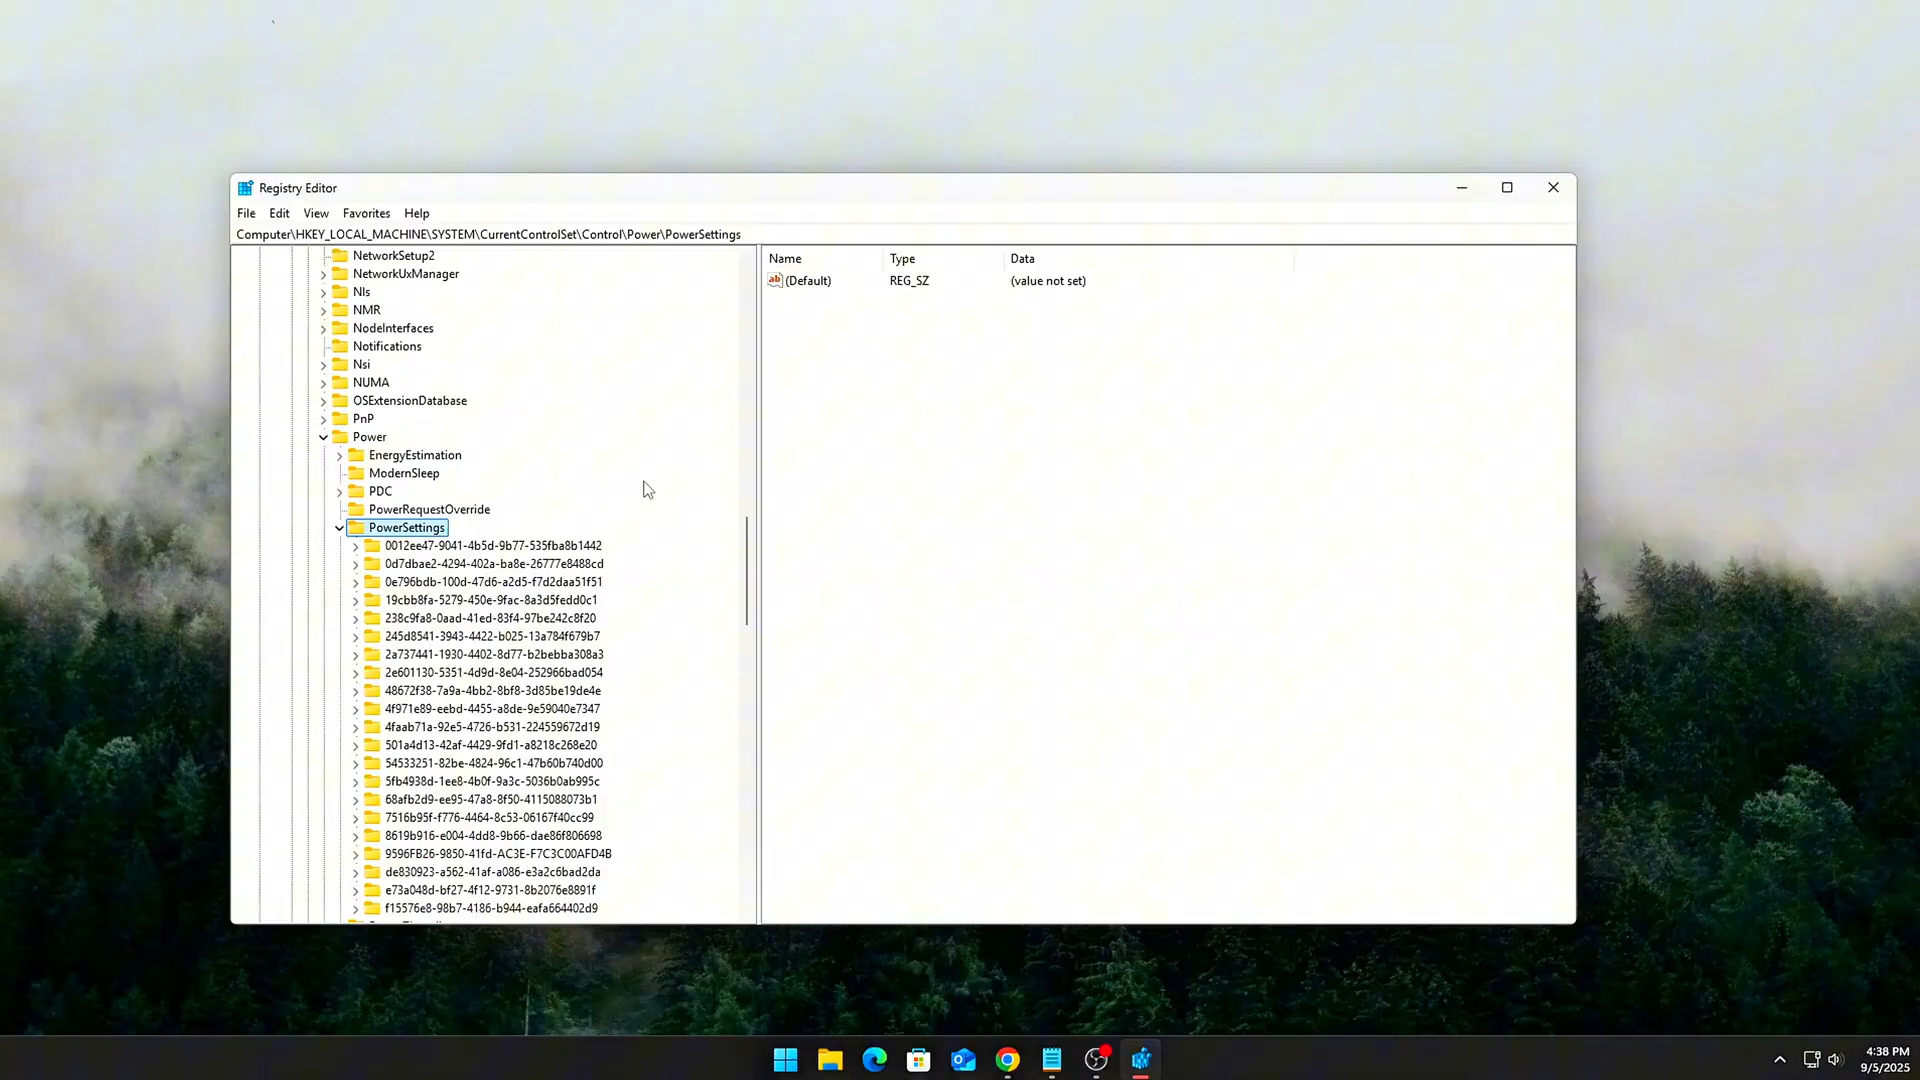 Registry Editor
File Edit View Favorites Help
Computer\HKEY_LOCAL_MACHINE\SYSTEM\CurrentControlSet\Control\Power\PowerSettings
NetworkSetup2
NetworkUxManager
Nls
NMR
NodeInterfaces
Notifications
Nsi
NUMA
OSExtensionDatabase
PnP
Power
EnergyEstimation
ModernSleep
PDC
PowerRequestOverride
PowerSettings
0012ee47-9041-4b5d-9b77-535fba8b1442
0d7dbae2-4294-402a-ba8e-26777e8488cd
0e796bdb-100d-47d6-a2d5-f7d2daa51f51
19cbb8fa-5279-450e-9fac-8a3d5fedd0c1
238c9fa8-0aad-41ed-83f4-97be242c8f20
245d8541-3943-4422-b025-13a784f679b7
2a737441-1930-4402-8d77-b2bebba308a3
2e601130-5351-4d9d-8e04-252966bad054
48672f38-7a9a-4bb2-8bf8-3d85be19de4e
4f971e89-eebd-4455-a8de-9e59040e7347
4faab71a-92e5-4726-b531-224559672d19
501a4d13-42af-4429-9fd1-a8218c268e20
54533251-82be-4824-96c1-47b60b740d00
5fb4938d-1ee8-4b0f-9a3c-5036b0ab995c
68afb2d9-ee95-47a8-8f50-4115088073b1
7516b95f-f776-4464-8c53-06167f40cc99
8619b916-e004-4dd8-9b66-dae86f806698
9596FB26-9850-41fd-AC3E-F7C3C00AFD4B
de830923-a562-41af-a086-e3a2c6bad2da
e73a048d-bf27-4f12-9731-8b2076e8891f
f15576e8-98b7-4186-b944-eafa664402d9
Name Type Data
ab (Default) REG_SZ (value not set)
4:38 PM
9/5/2025